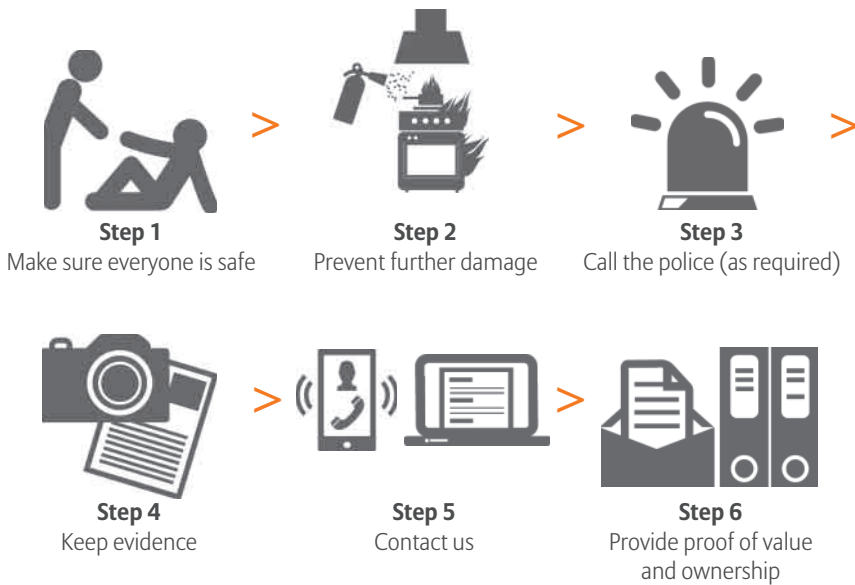 Step 1
Make sure everyone is safe
Step 2
Prevent further damage
Step 3
Call the police (as required)
Step 4
Keep evidence
Step 5
Contact us
Step 6
Provide proof of value
and ownership